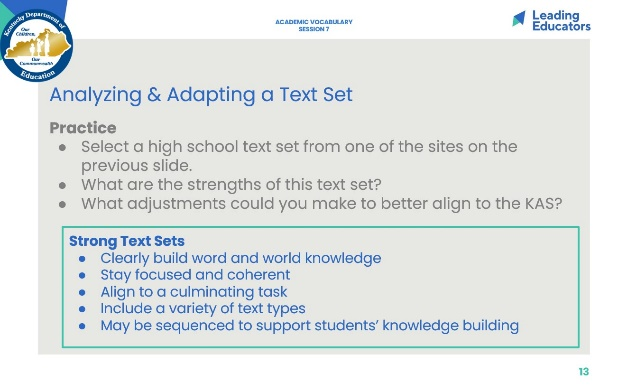 Kentucky Department of
Education
Our
Children,
Our
Commonwealth
ACADEMIC VOCABULARY
SESSION 7
Leading
Educators
Analyzing & Adapting a Text Set
Practice
● Select a high school text set from one of the sites on the
previous slide.
● What are the strengths of this text set?
● What adjustments could you make to better align to the KAS?
Strong Text Sets
● Clearly build word and world knowledge
● Stay focused and coherent
● Align to a culminating task
● Include a variety of text types
● May be sequenced to support students’ knowledge building
13